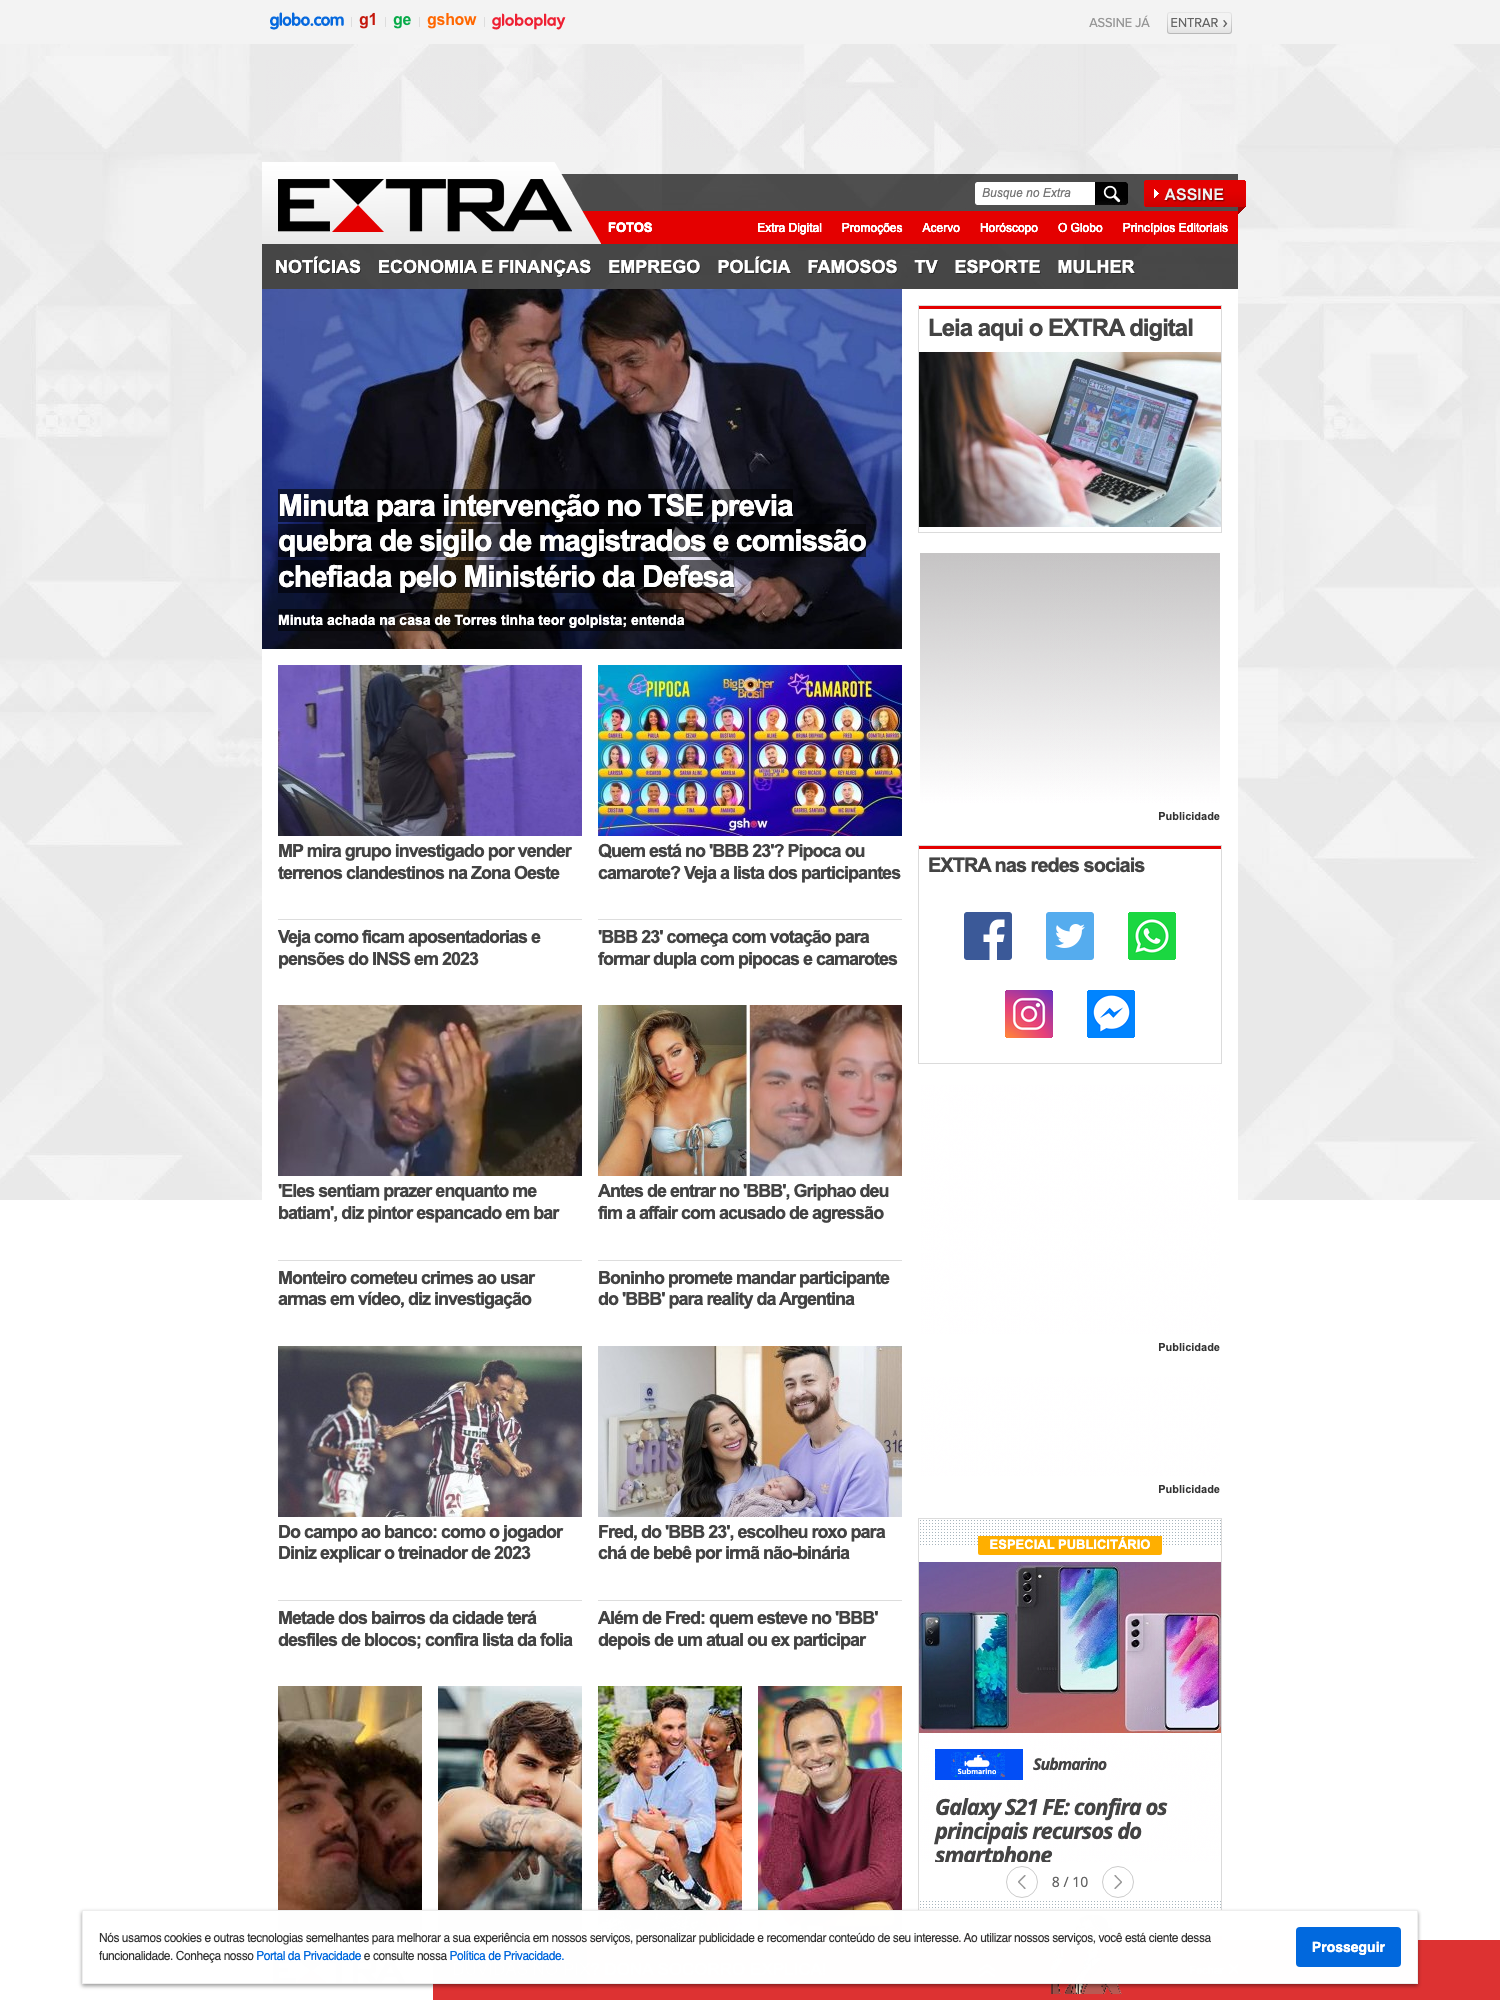 globo.com
g1
ge
gshow
globoplay
ASSINE JÁ
ENTRAR
EXTRA
Busque no Extra
ASSINE
FOTOS
Extra Digital
Promoções
Acervo
Horóscopo
O Globo
Princípios Editoriais
NOTÍCIAS
ECONOMIA E FINANÇAS
EMPREGO
POLÍCIA
FAMOSOS
TV
ESPORTE
MULHER
Minuta para intervenção no TSE previa
quebra de sigilo de magistrados e comissão
chefiada pelo Ministério da Defesa
Minuta achada na casa de Torres tinha teor golpista; entenda
Leia aqui o EXTRA digital
Publicidade
PIPOCA
Big Brother
Brasil
CAMAROTE
gshow
MP mira grupo investigado por vender
terrenos clandestinos na Zona Oeste
Quem está no 'BBB 23'? Pipoca ou
camarote? Veja a lista dos participantes
EXTRA nas redes sociais
Veja como ficam aposentadorias e
pensões do INSS em 2023
'BBB 23' começa com votação para
formar dupla com pipocas e camarotes
'Eles sentiam prazer enquanto me
batiam', diz pintor espancado em bar
Antes de entrar no 'BBB', Griphao deu
fim a affair com acusado de agressão
Monteiro cometeu crimes ao usar
armas em vídeo, diz investigação
Boninho promete mandar participante
do 'BBB' para reality da Argentina
Publicidade
Publicidade
Do campo ao banco: como o jogador
Diniz explicar o treinador de 2023
CRIS
316
Fred, do 'BBB 23', escolheu roxo para
chá de bebê por irmã não-binária
Metade dos bairros da cidade terá
desfiles de blocos; confira lista da folia
Além de Fred: quem esteve no 'BBB'
depois de um atual ou ex participar
ESPECIAL PUBLICITÁRIO
Submarino
Submarino
Galaxy S21 FE: confira os
principais recursos do
smartphone
8 / 10
Nós usamos cookies e outras tecnologias semelhantes para melhorar a sua experiência em nossos serviços, personalizar publicidade e recomendar conteúdo de seu interesse. Ao utilizar nossos serviços, você está ciente dessa
funcionalidade. Conheça nosso Portal da Privacidade e consulte nossa Política de Privacidade.
Prosseguir